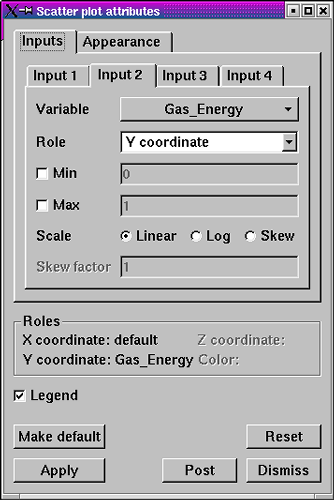 Scatter plot attributes
Inputs Appearance
Input 1 Input 2 Input 3 Input 4
Variable Gas_Energy
Role Y coordinate
Min 0
Max 1
Scale Linear Log Skew
Skew factor 1
Roles
X coordinate: default Z coordinate:
Y coordinate: Gas_Energy Color:
Legend
Make default Reset
Apply Post Dismiss